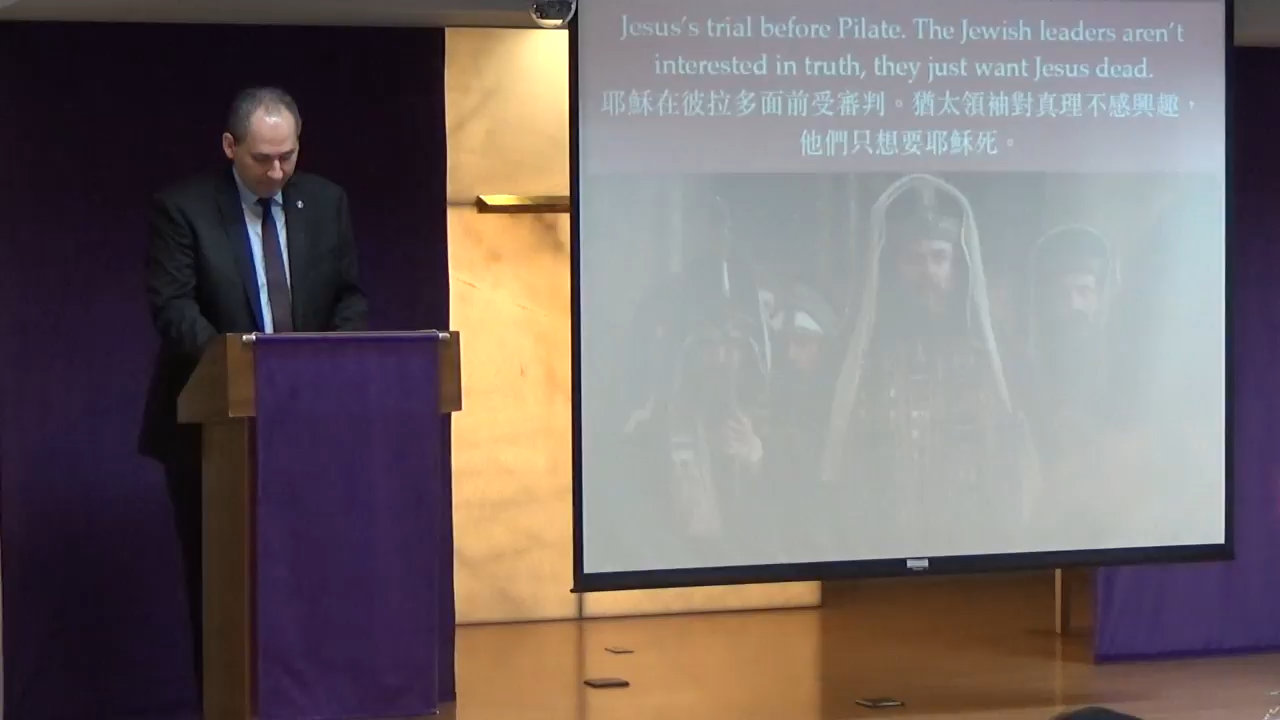 Jesus's trial before Pilate. The Jewish leaders aren't
interested in truth, they just want Jesus dead.
耶穌在彼拉多面前受審判。猶太領袖對真理不感興趣，
他們只想要耶穌死。